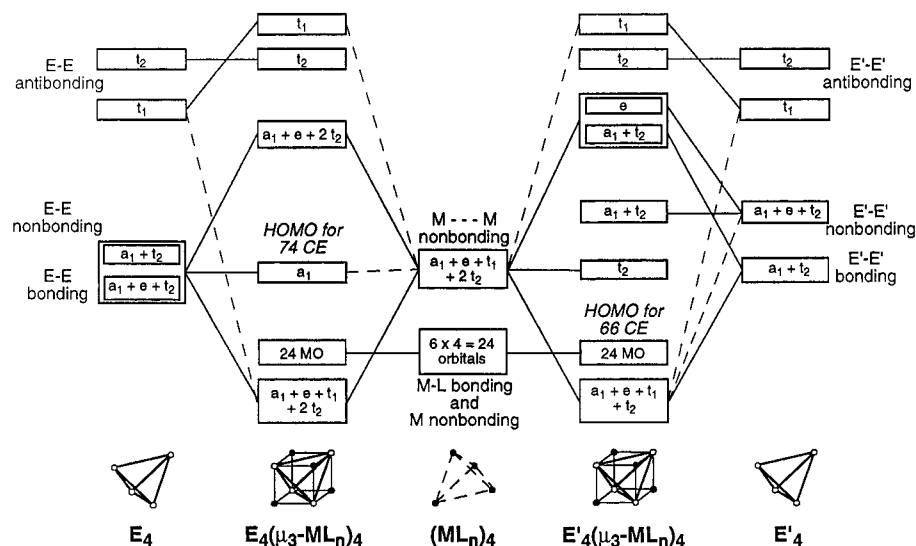 t₁
t₁
E-E
antibonding
t₂
t₂
t₂
t₂
E'-E'
antibonding
t₁
t₁
e
a₁ + t₂
a₁ + e + 2 t₂
E-E
nonbonding
HOMO for
74 CE
M - - - M
nonbonding
a₁ + t₂
a₁ + e + t₂
E'-E'
nonbonding
a₁ + t₂
a₁ + e + t₂
E-E
bonding
a₁
a₁ + e + t₁
+ 2 t₂
t₂
a₁ + t₂
E'-E'
bonding
HOMO for
66 CE
24 MO
6 x 4 = 24
orbitals
24 MO
M-L bonding
and
M nonbonding
a₁ + e + t₁
+ 2 t₂
a₁ + e + t₁
+ t₂
E₄
E₄(μ₃-MLₙ)₄
(MLₙ)₄
E'₄(μ₃-MLₙ)₄
E'₄